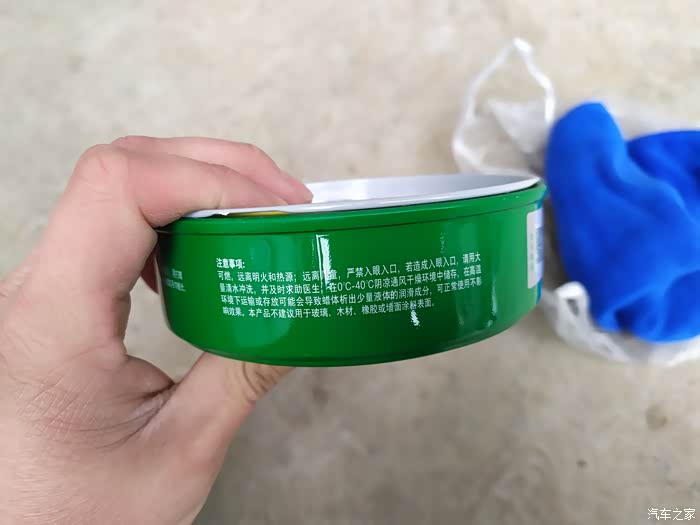 注意事项:
可燃，远离明火和热源；远离儿童，严禁入眼入口，若造成入眼入口，请用大
量清水冲洗，并及时求助医生；在0℃-40℃阴凉通风干燥环境中储存，在高温
环境下运输或存放可能会导致蜡体析出少量液体的润滑成分，可正常使用不影
响效果。本产品不建议用于玻璃、木材、橡胶或墙面涂料表面。
汽车之家